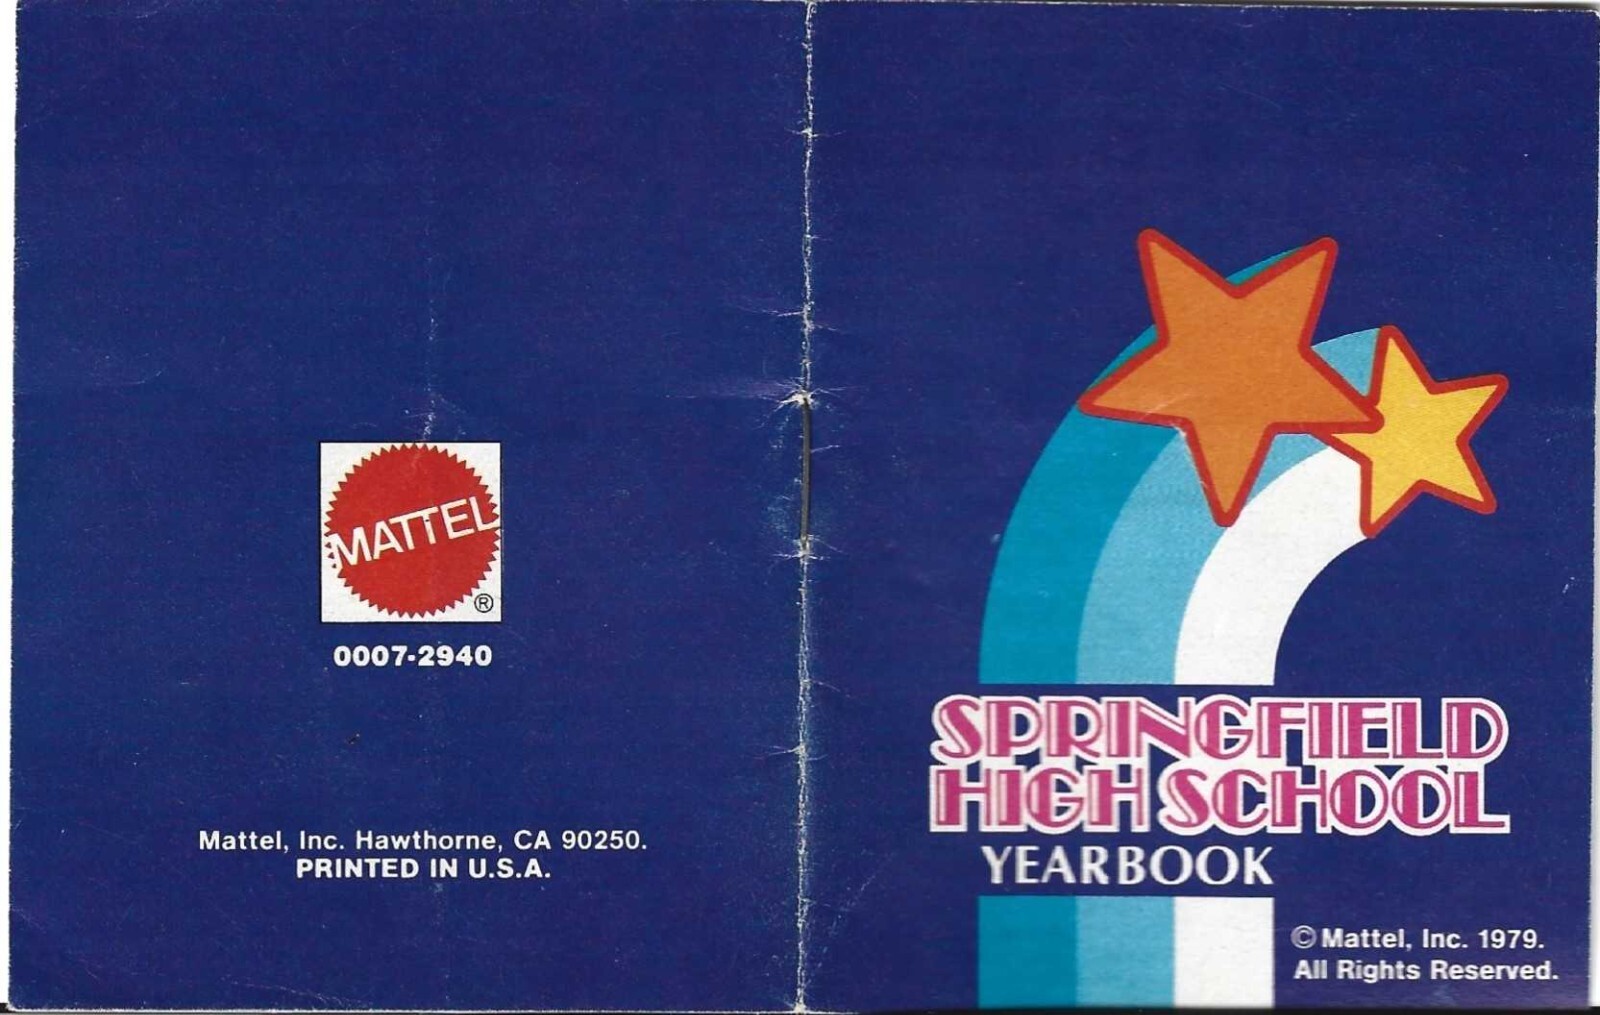 MATTEL
®
0007-2940
Mattel, Inc. Hawthorne, CA 90250.
PRINTED IN U.S.A.
SPRINGFIELD
HIGH SCHOOL
YEARBOOK
© Mattel, Inc. 1979.
All Rights Reserved.